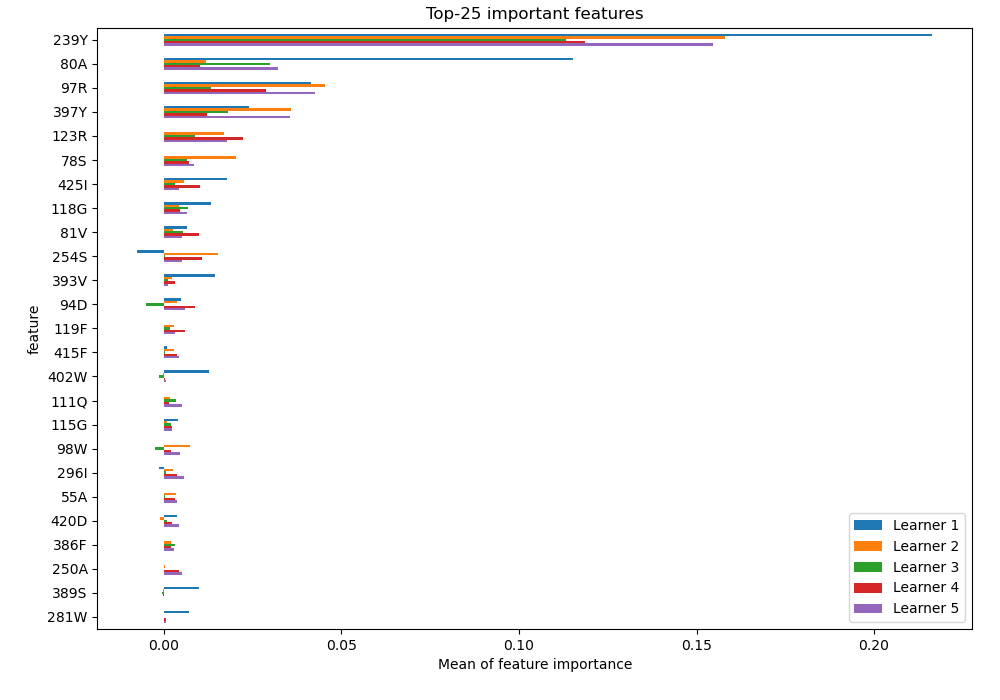 Top-25 important features
239Y
80A
97R
397Y
123R
78S
425I
118G
81V
254S
393V
94D
119F
415F
402W
111Q
115G
98W
296I
55A
420D
386F
250A
389S
281W
feature
0.00 0.05 0.10 0.15 0.20
Mean of feature importance
Learner 1
Learner 2
Learner 3
Learner 4
Learner 5